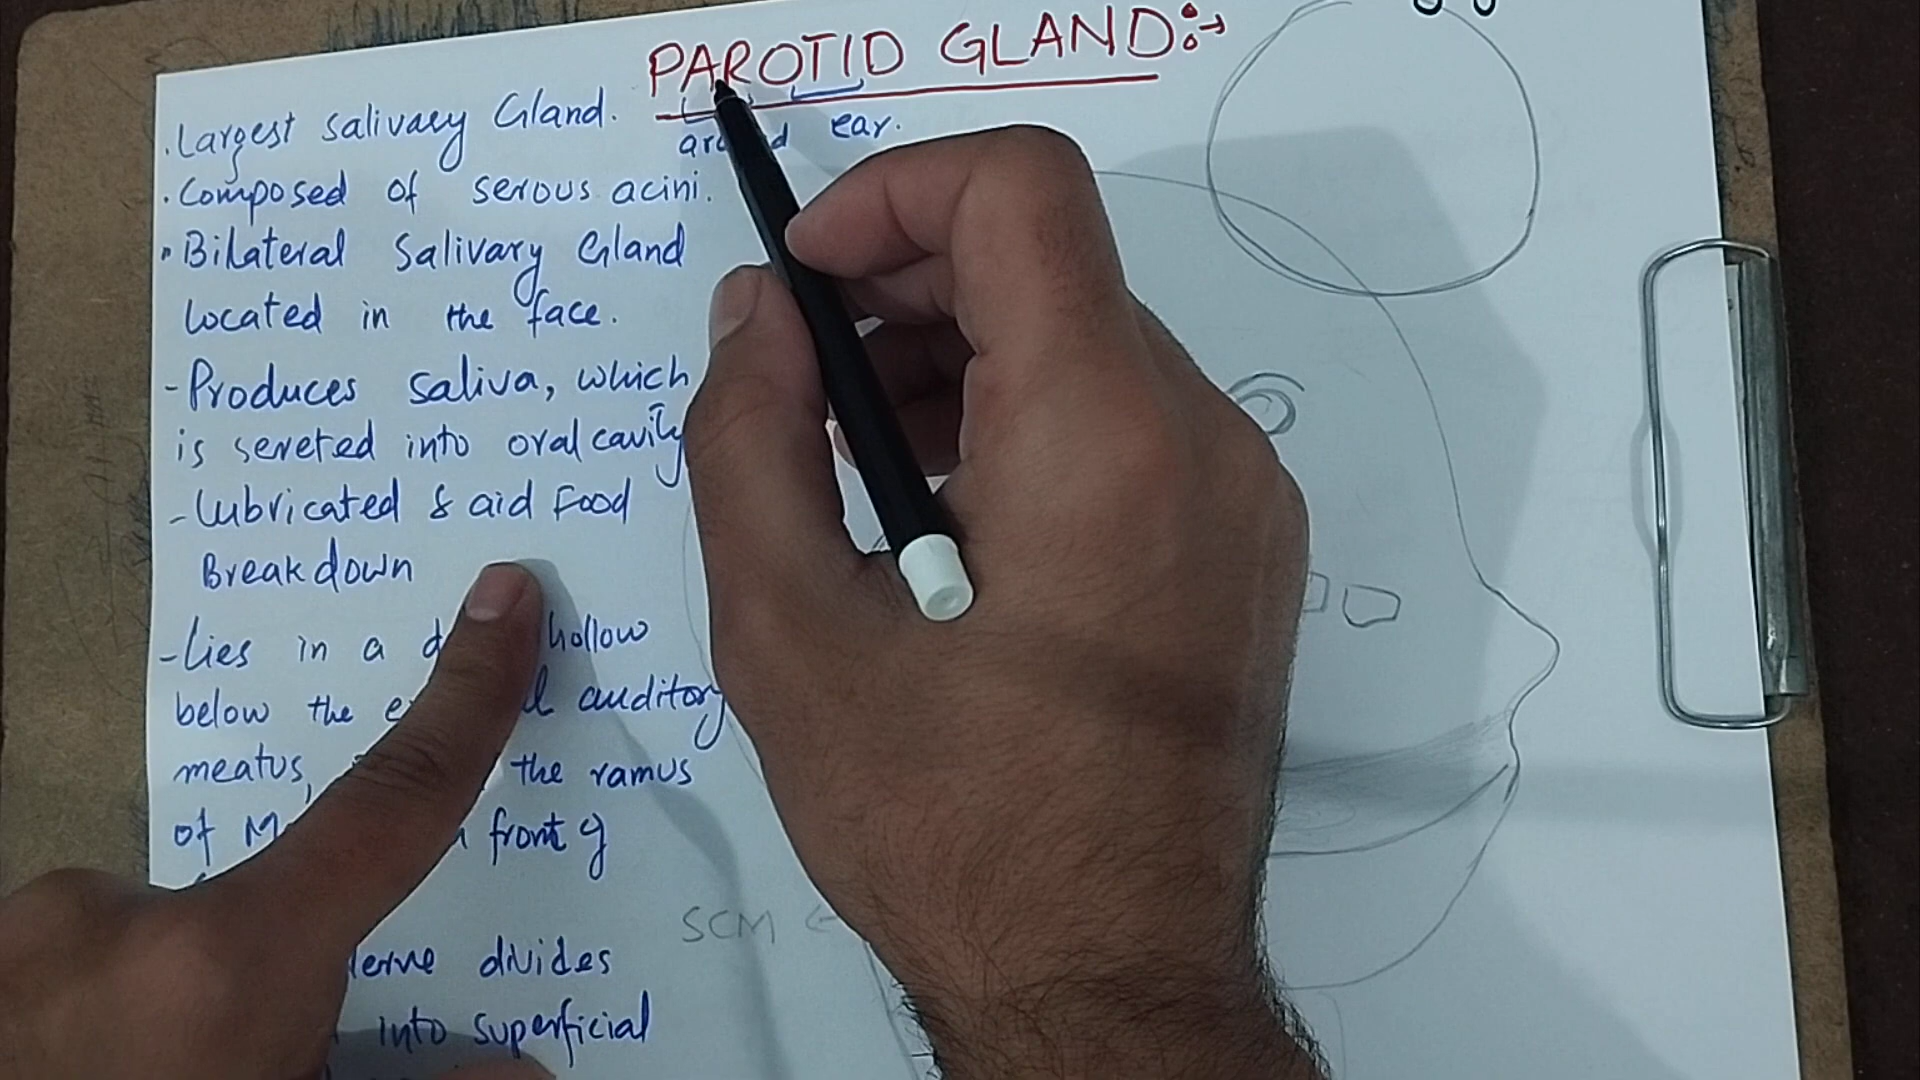 PAROTID GLAND:→
ear.
. Largest salivary Gland.
. Composed of serous acini.
. Bilateral Salivary Gland
located in the face.
- Produces saliva, which
is sereted into oral cavity
- Lubricated & aid Food
Breakdown
- Lies in a hollow
below the auditory
meatus, the ramus
of front of
divides
into superficial
SCM ←